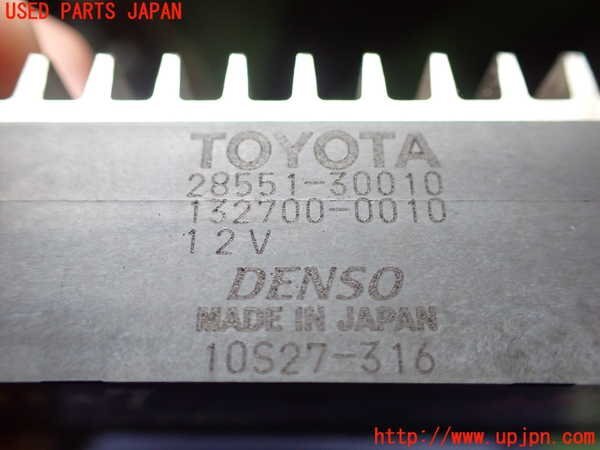 USED PARTS JAPAN
TOYOTA
28551-30010
132700-0010
12V
DENSO
MADE IN JAPAN
10S27-316
http://www.upjpn.com